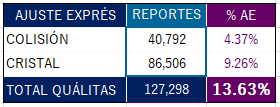 AJUSTE EXPRÉS REPORTES % AE
COLISIÓN 40,792 4.37%
CRISTAL 86,506 9.26%
TOTAL QUÁLITAS 127,298 13.63%